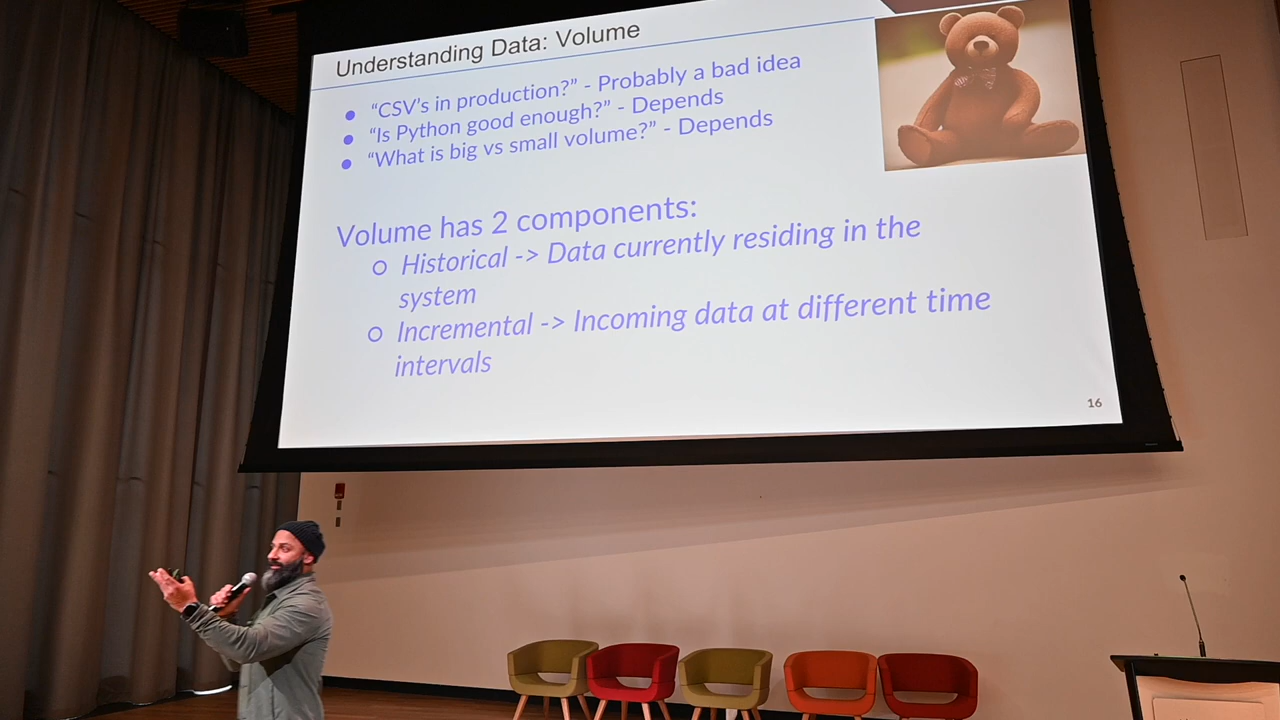 Understanding Data: Volume
● “CSV’s in production?” - Probably a bad idea
● “Is Python good enough?” - Depends
● “What is big vs small volume?” - Depends
Volume has 2 components:
○ Historical -> Data currently residing in the
system
○ Incremental -> Incoming data at different time
intervals
16